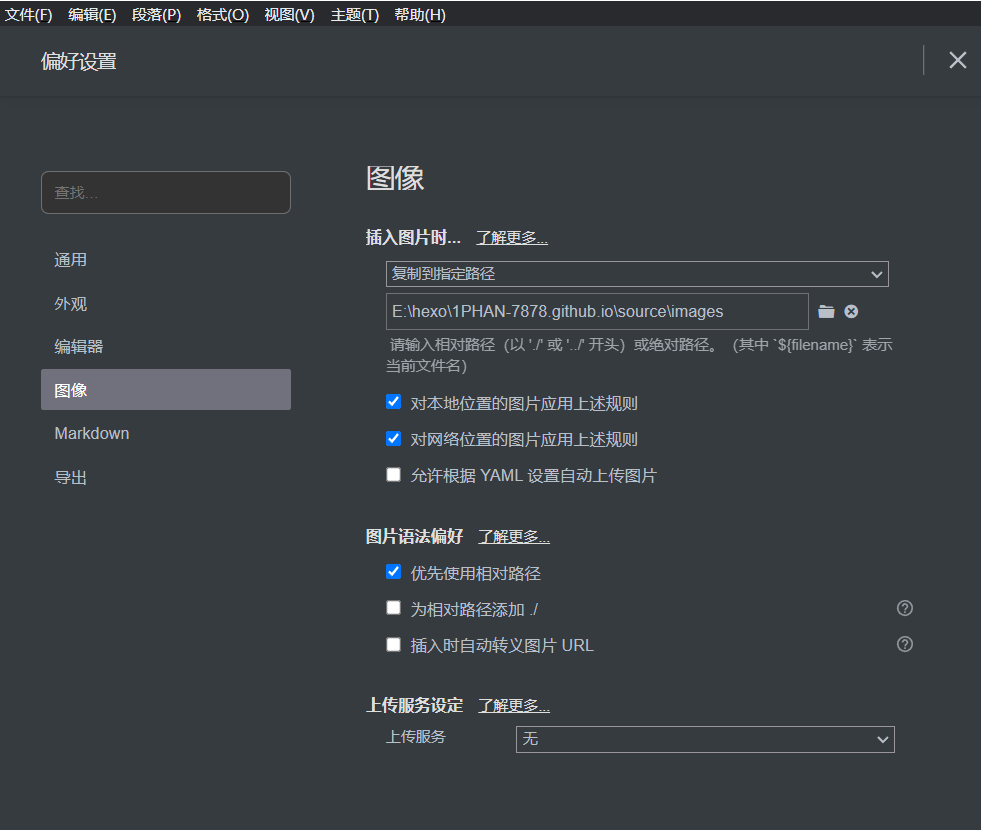 文件(F) 编辑(E) 段落(P) 格式(O) 视图(V) 主题(T) 帮助(H)
偏好设置
查找...
通用
外观
编辑器
图像
Markdown
导出
图像
插入图片时... 了解更多...
复制到指定路径
E:\hexo\1PHAN-7878.github.io\source\images
请输入相对路径（以 './' 或 '../' 开头）或绝对路径。（其中 `${filename}` 表示
当前文件名）
对本地位置的图片应用上述规则
对网络位置的图片应用上述规则
允许根据 YAML 设置自动上传图片
图片语法偏好 了解更多...
优先使用相对路径
为相对路径添加 ./
插入时自动转义图片 URL
上传服务设定 了解更多...
上传服务 无